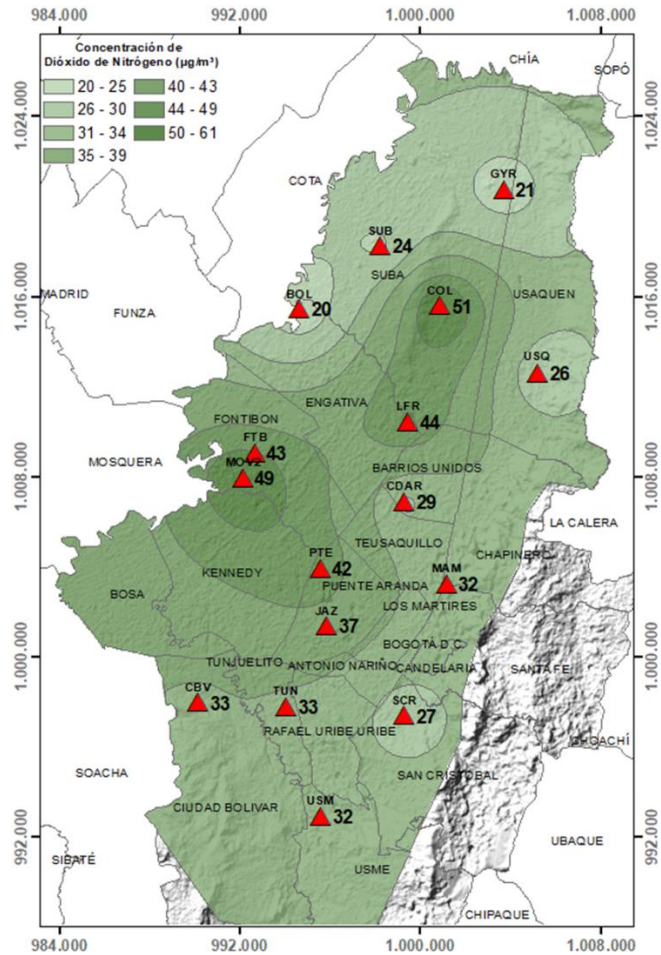 984.000 992.000 1.000.000 1.008.000
Concentración de
Dióxido de Nitrógeno (µg/m³)
20 - 25 40 - 43
26 - 30 44 - 49
31 - 34 50 - 61
35 - 39
CHÍA
SOPÓ
1.024.000 1.024.000
COTA
GYR
21
SUB
24
SUBA
MADRID
FUNZA
BOL
20
COL
51
USAQUEN
1.016.000 1.016.000
USQ
26
ENGATIVA
LFR
44
FONTIBON
FTB
43
MOSQUERA
MOV2
49
1.008.000 1.008.000
BARRIOS UNIDOS
CDAR
29
LA CALERA
TEUSAQUILLO
CHAPINERO
PTE
42
KENNEDY
PUENTE ARANDA
MAM
32
BOSA
LOS MARTIRES
JAZ
37
BOGOTÁ D.C.
1.000.000 1.000.000
TUNJUELITO
ANTONIO NARIÑO
CANDELARIA
SANTA FE
CBV
33
TUN
33
SCR
27
RAFAEL URIBE URIBE
CHOACHÍ
SOACHA
SAN CRISTOBAL
CIUDAD BOLIVAR
USM
32
992.000 992.000
UBAQUE
SIBATÉ
USME
CHIPAQUE
984.000 992.000 1.000.000 1.008.000